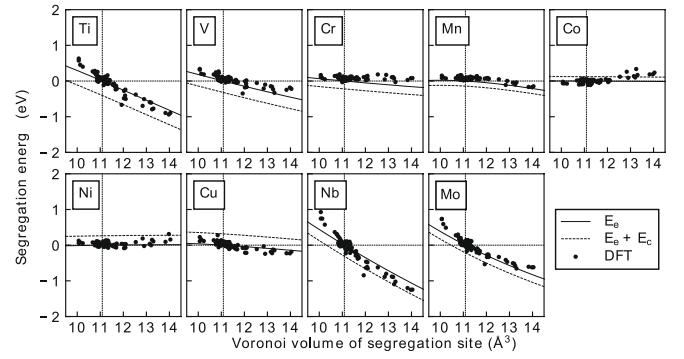 Segregation energ (eV)
Ti V Cr Mn Co
2
1
0
−1
−2
10 11 12 13 14 10 11 12 13 14 10 11 12 13 14 10 11 12 13 14 10 11 12 13 14
Ni Cu Nb Mo
2
1
0
−1
−2
10 11 12 13 14 10 11 12 13 14 10 11 12 13 14 10 11 12 13 14
E_e
E_e + E_c
DFT
Voronoi volume of segregation site (Å³)